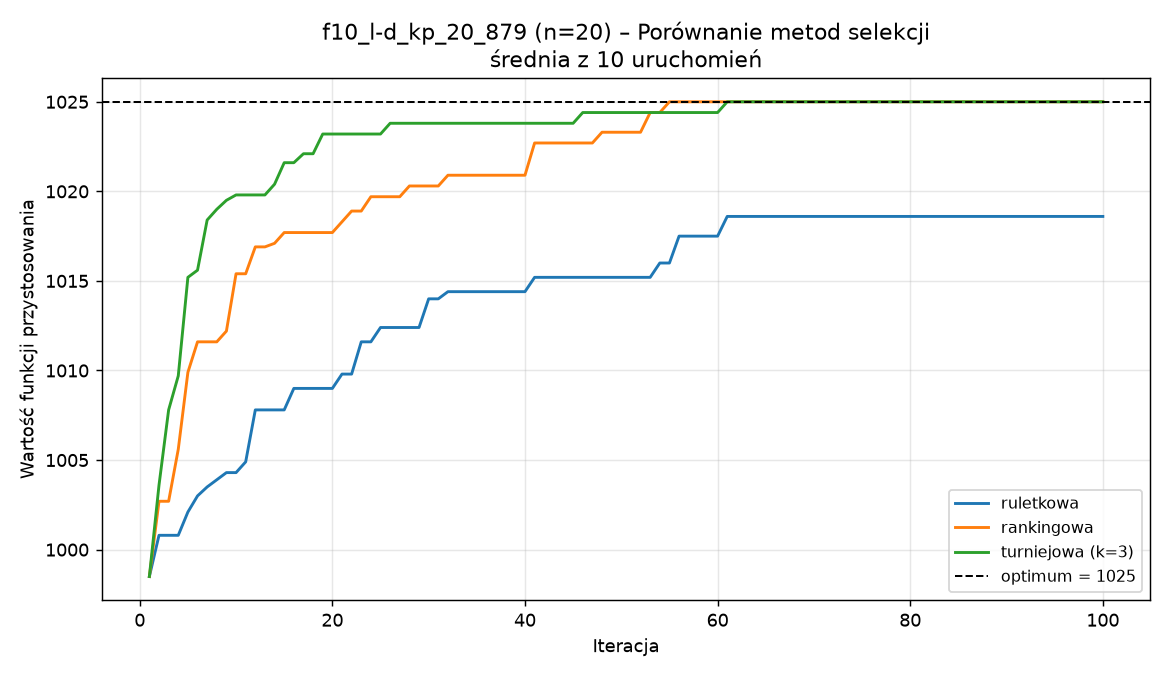 f10_l-d_kp_20_879 (n=20) – Porównanie metod selekcji
średnia z 10 uruchomień
Wartość funkcji przystosowania
1025
1020
1015
1010
1005
1000
0
20
40
60
80
100
Iteracja
ruletkowa
rankingowa
turniejowa (k=3)
optimum = 1025